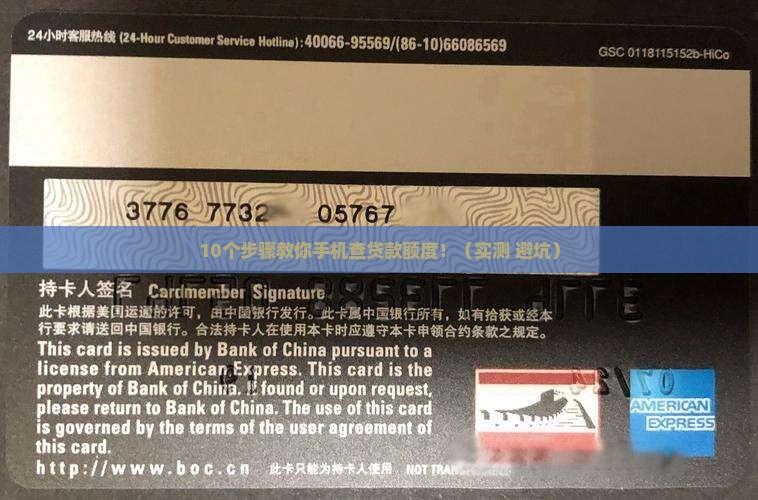 24小时客服热线 (24-Hour Customer Service Hotline):40066-95569/(86-10)66086569
GSC 0118115152b-HiCo
3776 7732 05767
10个步骤教你手机查贷款额度！（实测 避坑）
持卡人签名 Cardmember Signature
此卡根据美国运通的许可，由中国银行发行。此卡属中国银行所有，如有拾获或经本
行要求请送回中国银行。合法持卡人在使用本卡时应遵守本卡申领合约条款之规定。
This card is issued by Bank of China pursuant to a
license from American Express. This card is the
property of Bank of China. If found or upon request,
please return to Bank of China. The use of this card
is governed by the terms of the user agreement of
this card.
http://www.boc.cn 此卡只能为持卡人使用 NOT
AMERICAN
EXPRESS